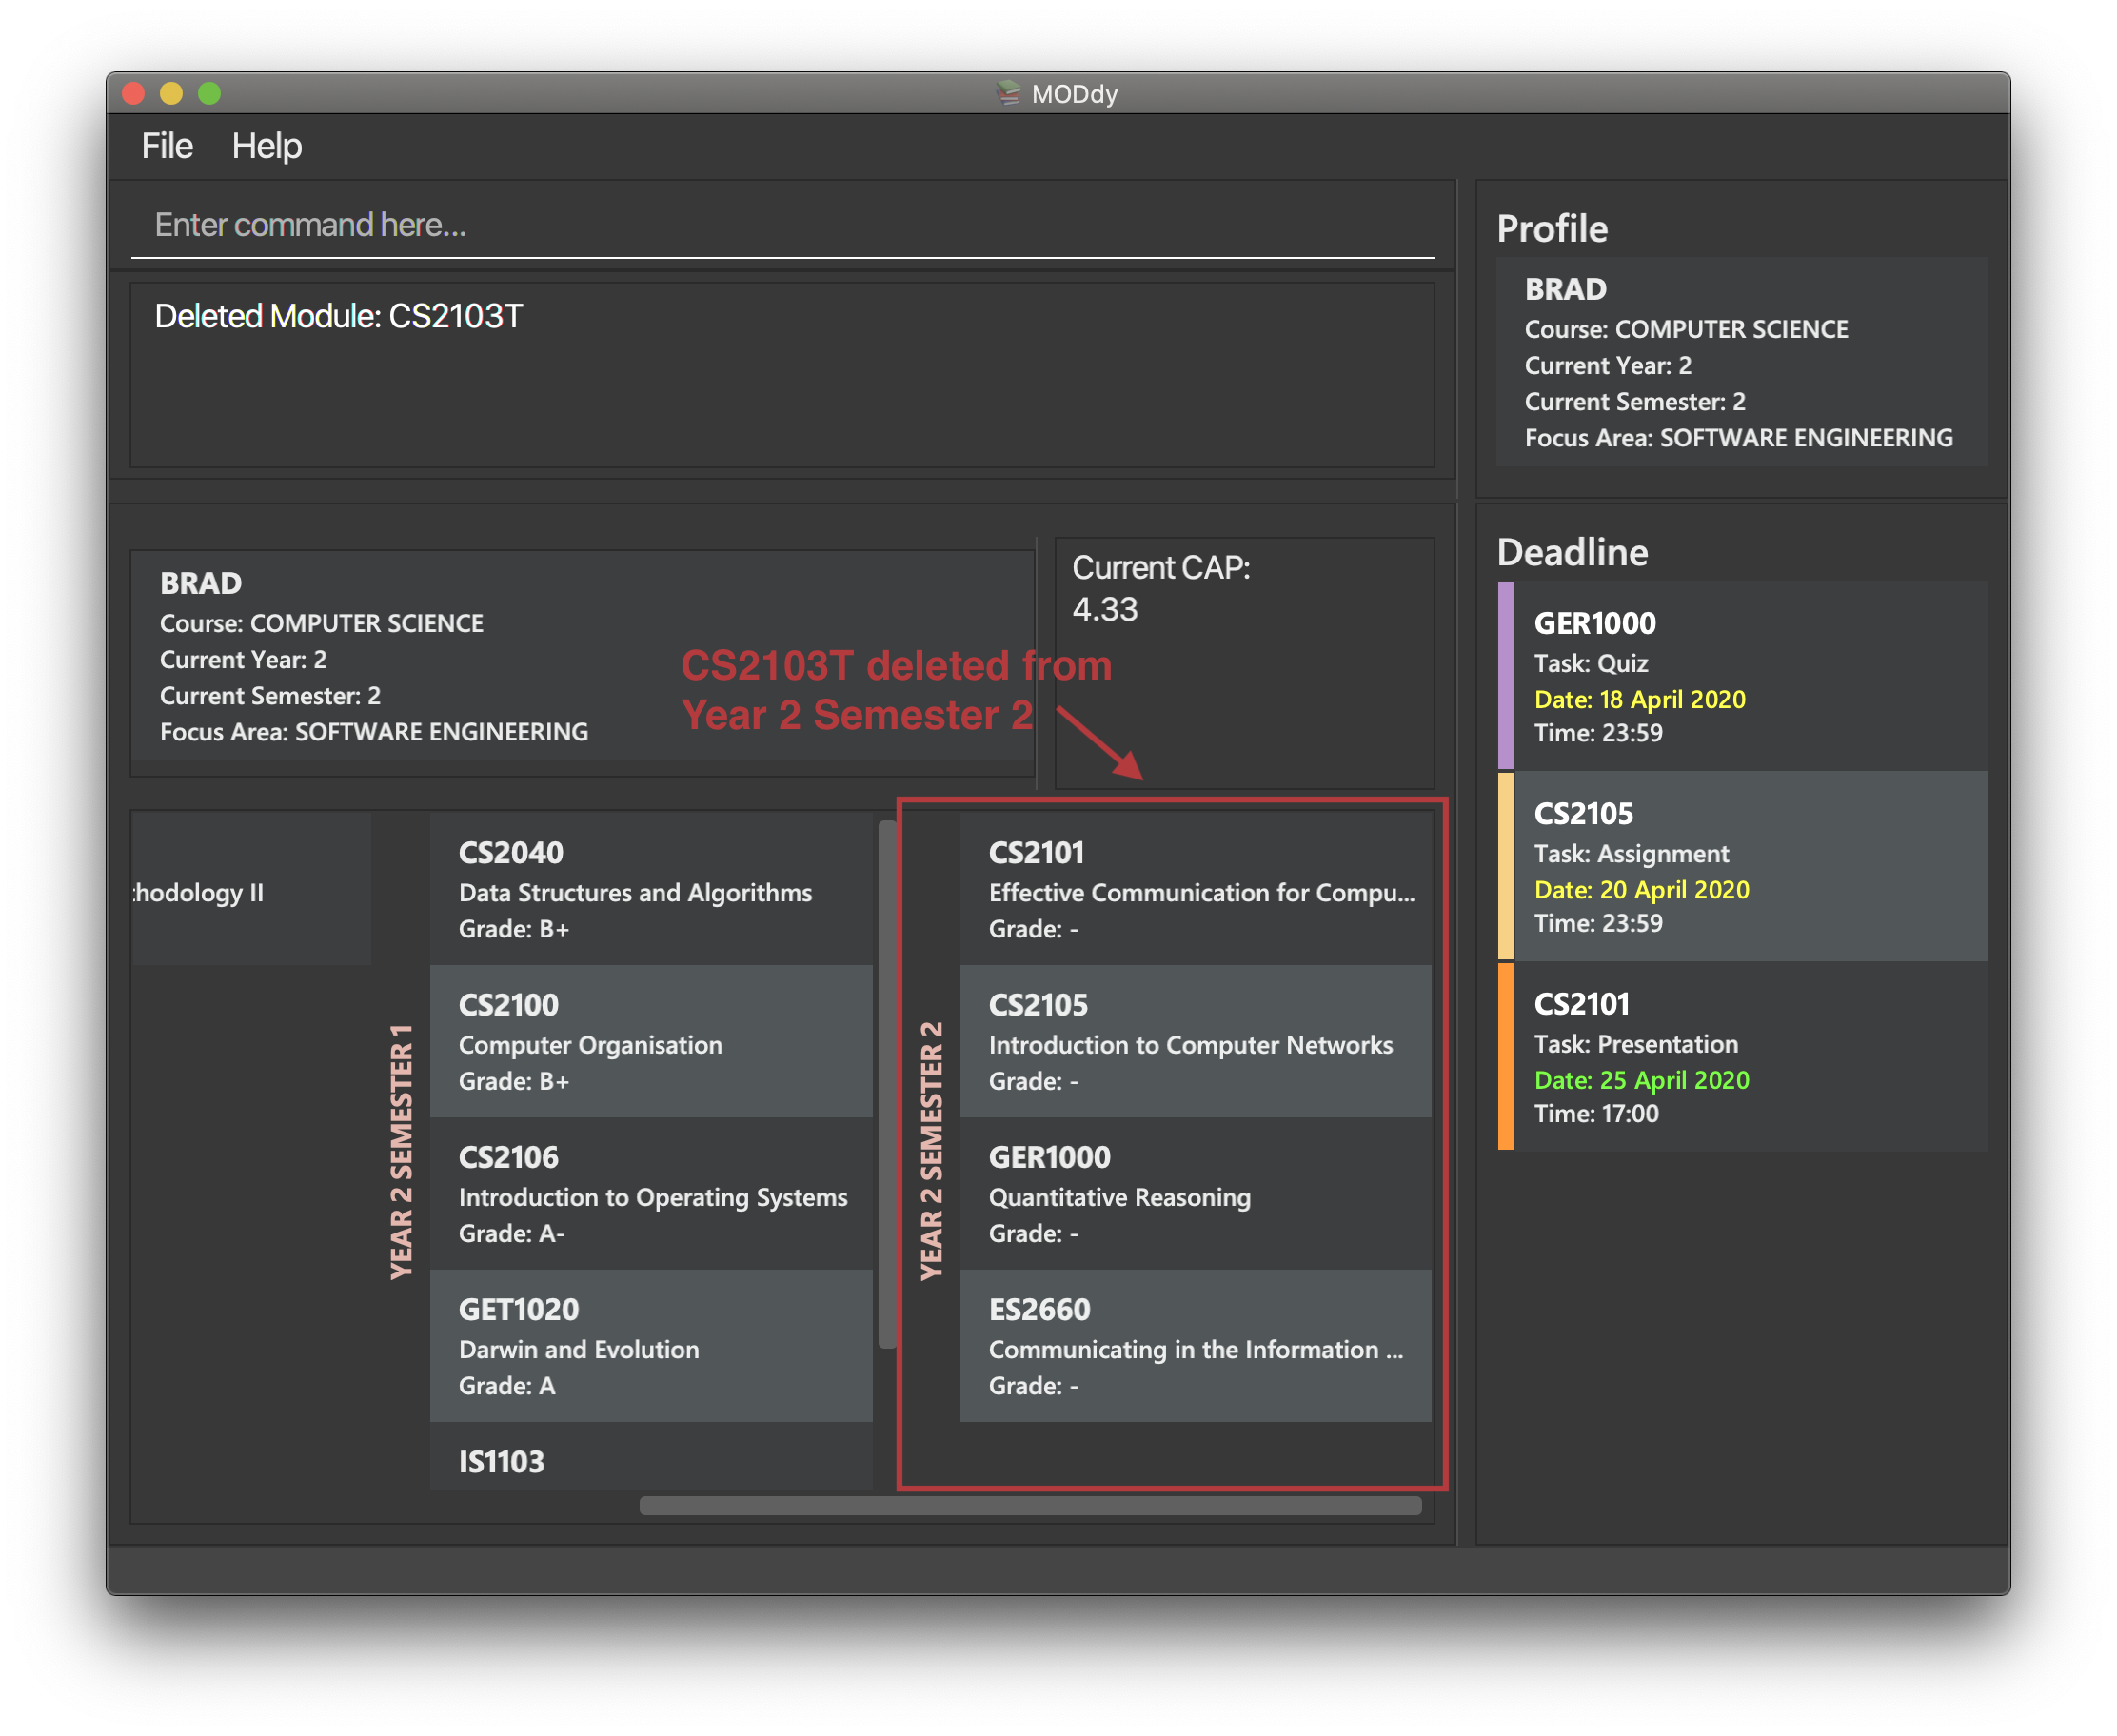 MODdy
File Help
Enter command here...
Deleted Module: CS2103T
Profile
BRAD
Course: COMPUTER SCIENCE
Current Year: 2
Current Semester: 2
Focus Area: SOFTWARE ENGINEERING
BRAD
Course: COMPUTER SCIENCE
Current Year: 2
Current Semester: 2
Focus Area: SOFTWARE ENGINEERING
Current CAP:
4.33
CS2103T deleted from
Year 2 Semester 2
thodology II
YEAR 2 SEMESTER 1
CS2040
Data Structures and Algorithms
Grade: B+
CS2100
Computer Organisation
Grade: B+
CS2106
Introduction to Operating Systems
Grade: A-
GET1020
Darwin and Evolution
Grade: A
IS1103
YEAR 2 SEMESTER 2
CS2101
Effective Communication for Compu...
Grade: -
CS2105
Introduction to Computer Networks
Grade: -
GER1000
Quantitative Reasoning
Grade: -
ES2660
Communicating in the Information ...
Grade: -
Deadline
GER1000
Task: Quiz
Date: 18 April 2020
Time: 23:59
CS2105
Task: Assignment
Date: 20 April 2020
Time: 23:59
CS2101
Task: Presentation
Date: 25 April 2020
Time: 17:00